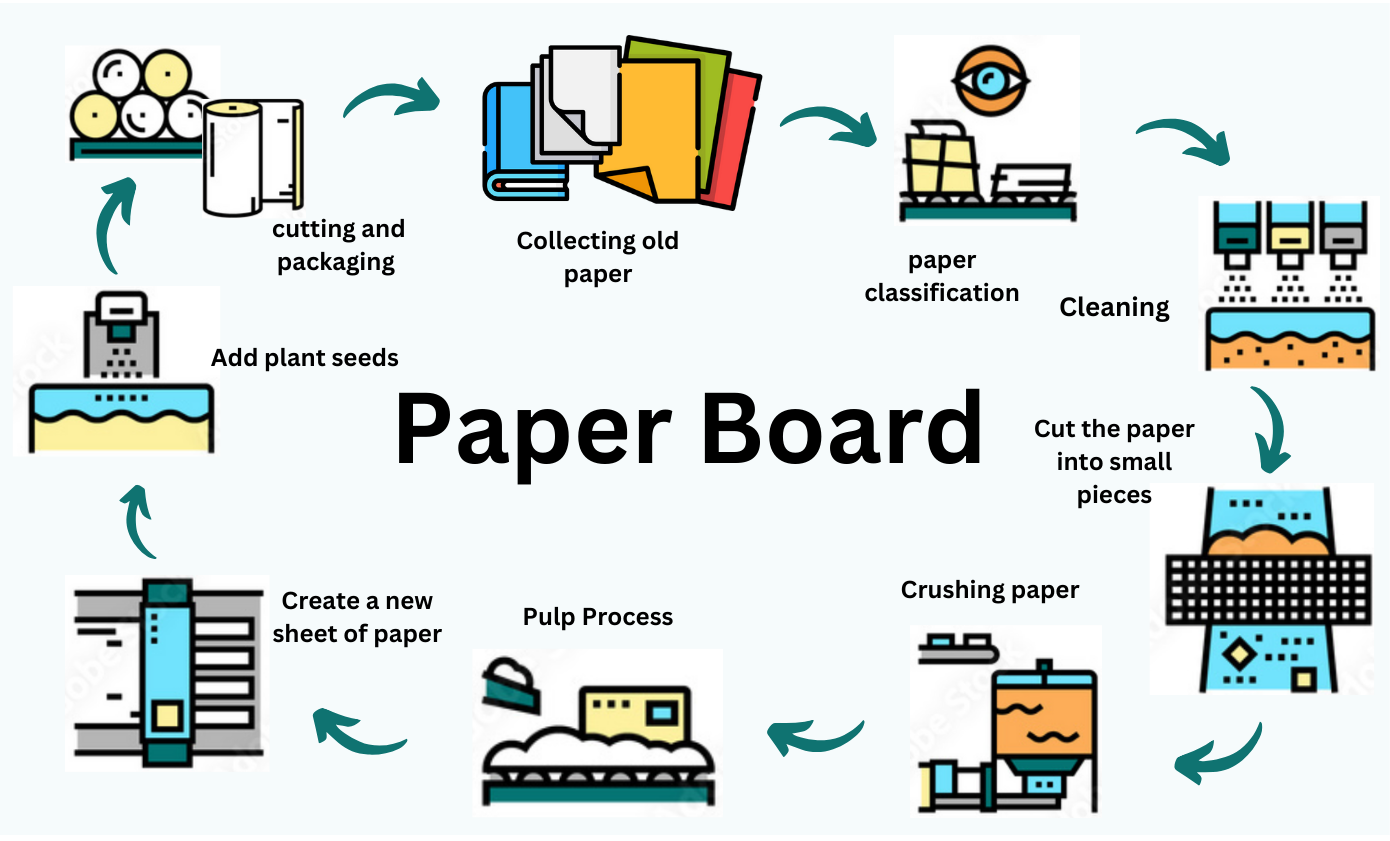 cutting and
packaging
Collecting old
paper
paper
classification
Cleaning
Add plant seeds
Paper Board
Cut the paper
into small
pieces
Crushing paper
Create a new
sheet of paper
Pulp Process